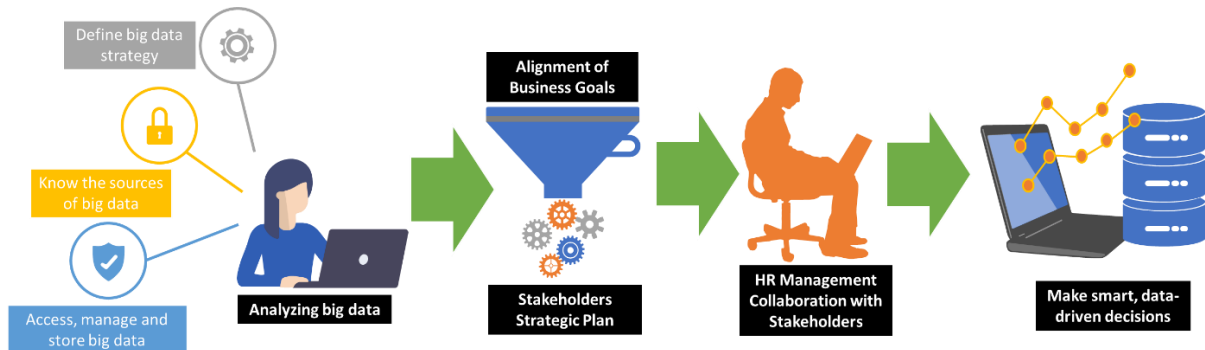 Define big data
strategy
Know the sources
of big data
Access, manage and
store big data
Analyzing big data
Alignment of
Business Goals
Stakeholders
Strategic Plan
HR Management
Collaboration with
Stakeholders
Make smart, data-
driven decisions